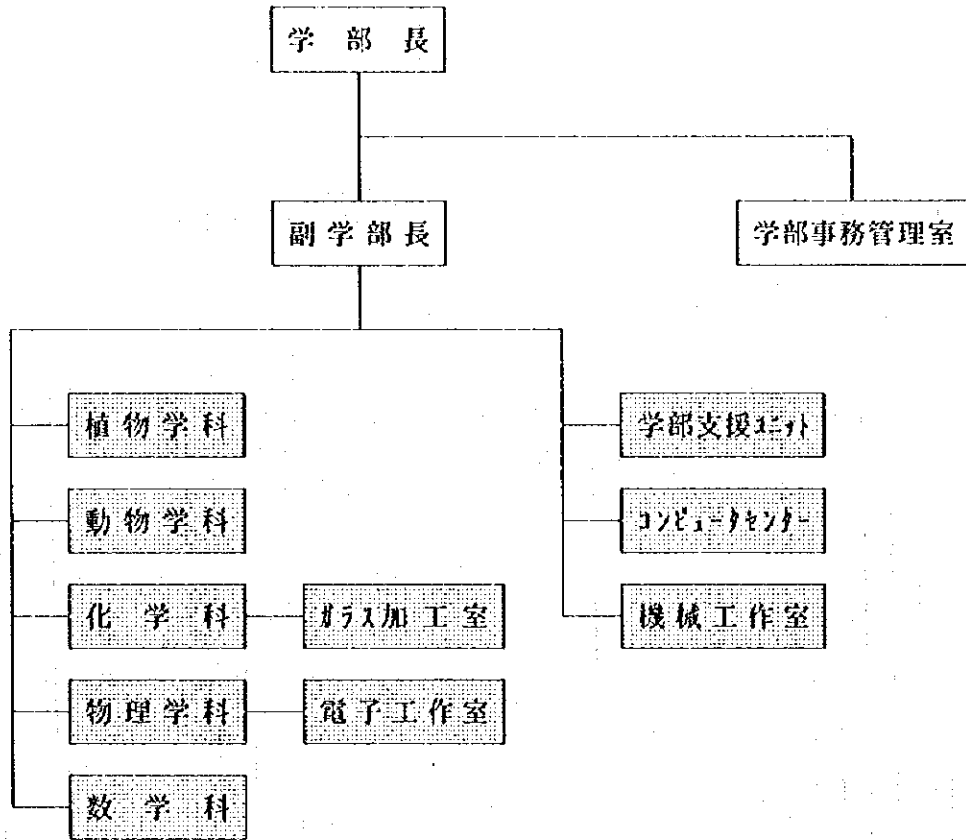 学部長
副学部長
学部事務管理室
植物学科
学部支援ユニット
動物学科
コンピュータセンター
化学科
ガラス加工室
機械工作室
物理学科
電子工作室
数学科